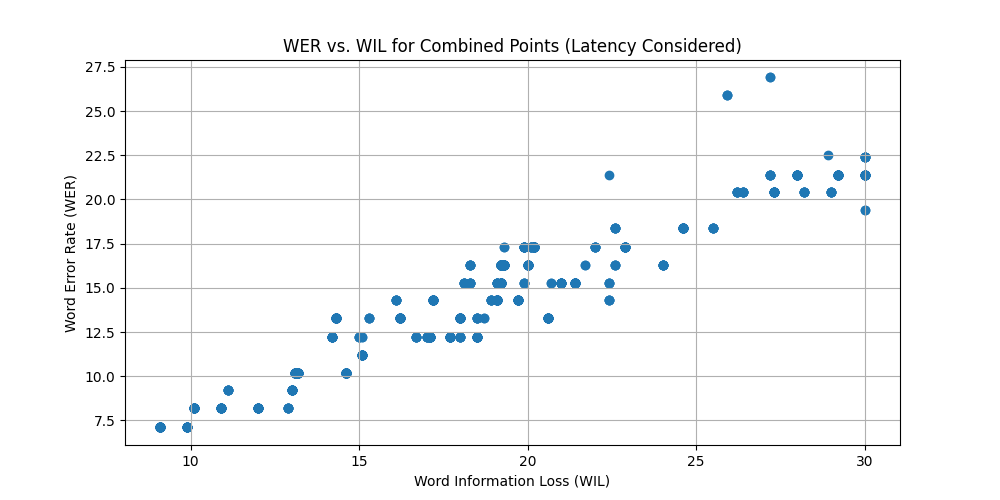 WER vs. WIL for Combined Points (Latency Considered)
27.5
25.0
22.5
20.0
17.5
15.0
12.5
10.0
7.5
Word Error Rate (WER)
10 15 20 25 30
Word Information Loss (WIL)